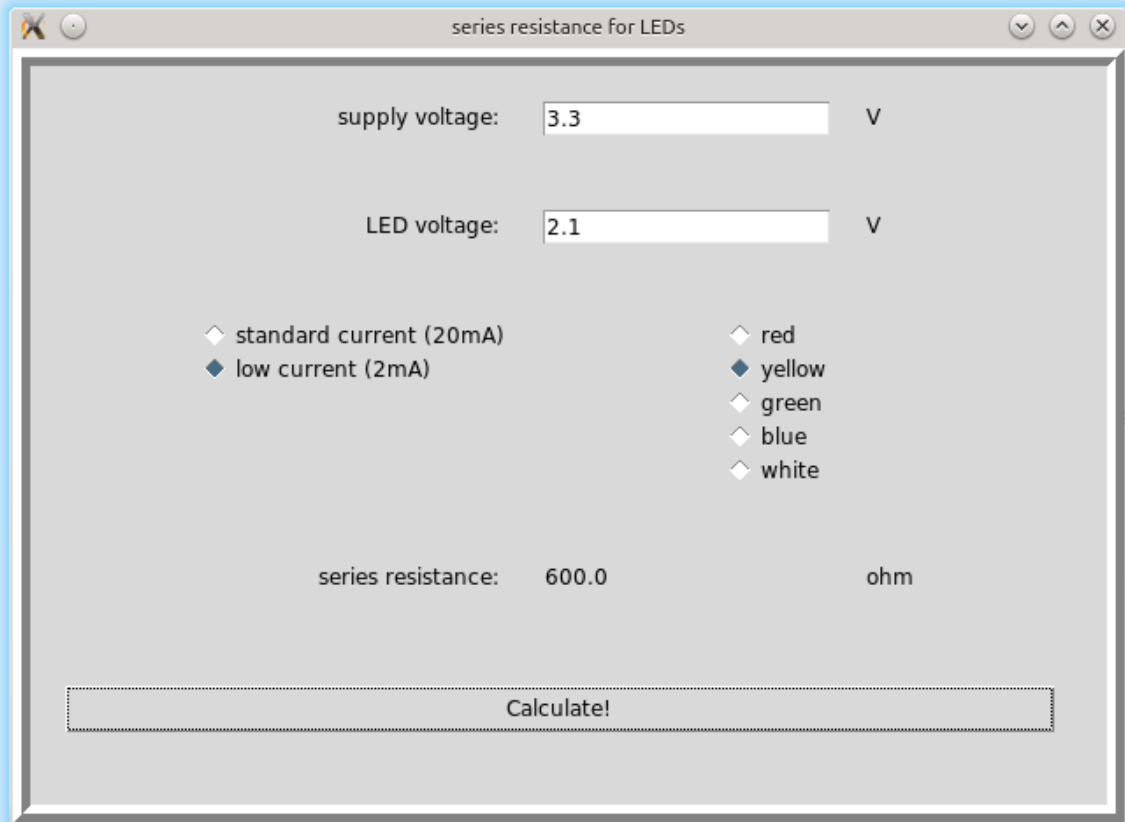 series resistance for LEDs
supply voltage: 3.3 V
LED voltage: 2.1 V
standard current (20mA) red
low current (2mA) yellow
green
blue
white
series resistance: 600.0 ohm
Calculate!